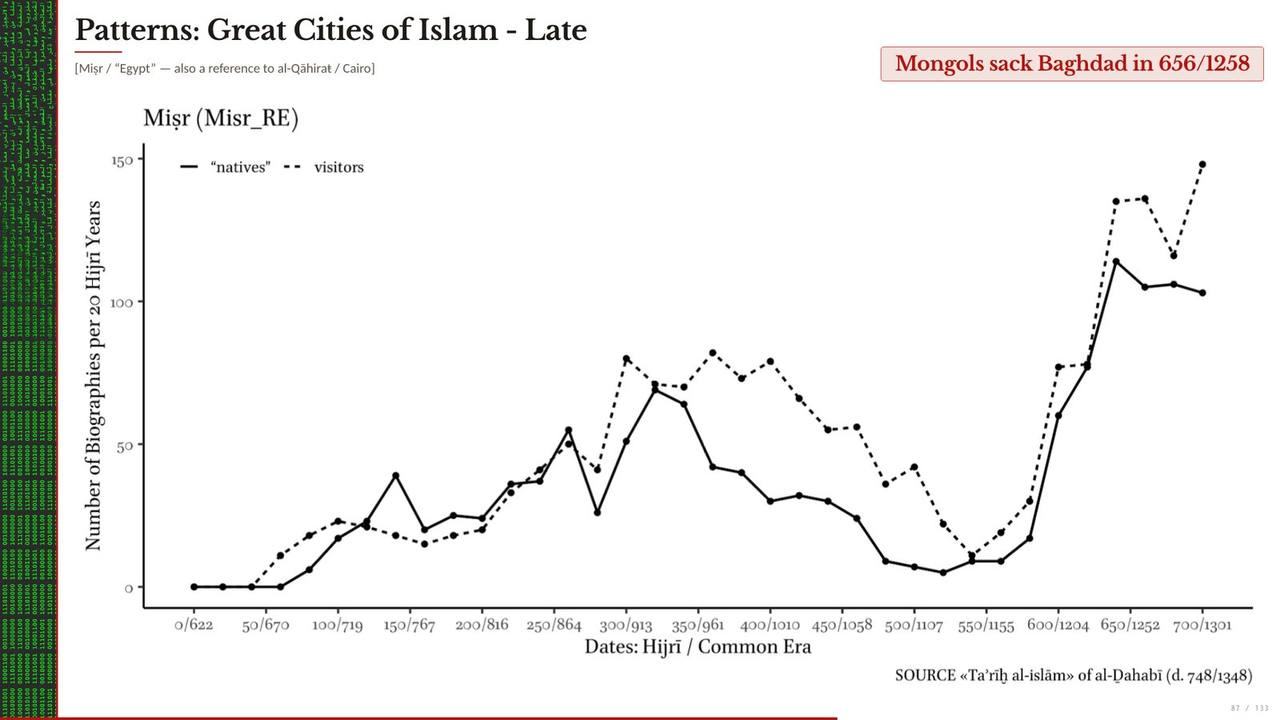 Patterns: Great Cities of Islam - Late
[Miṣr / “Egypt” — also a reference to al-Qāhiraŧ / Cairo]
Mongols sack Baghdad in 656/1258
Miṣr (Misr_RE)
“natives” visitors
Number of Biographies per 20 Hijrī Years
150
100
50
0
0/622 50/670 100/719 150/767 200/816 250/864 300/913 350/961 400/1010 450/1058 500/1107 550/1155 600/1204 650/1252 700/1301
Dates: Hijrī / Common Era
SOURCE «Taʾrīḫ al-islām» of al-Ḏahabī (d. 748/1348)
87 / 133